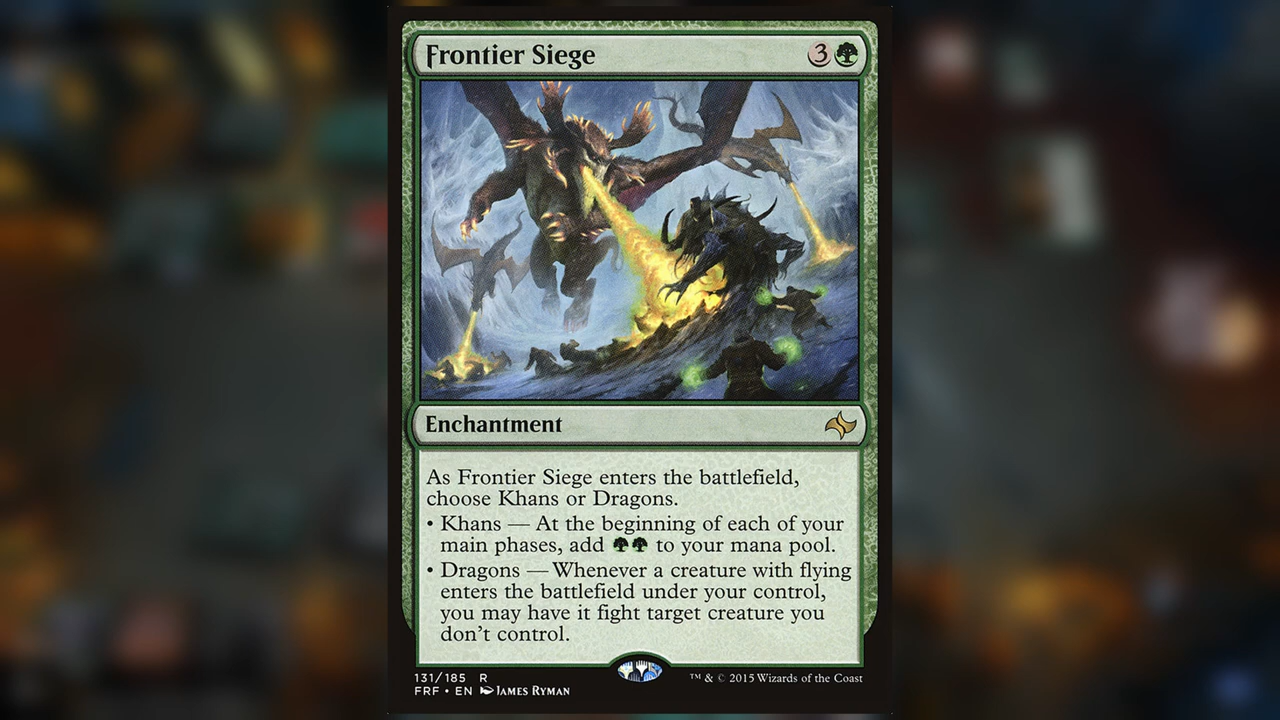 Frontier Siege 3
Enchantment
As Frontier Siege enters the battlefield,
choose Khans or Dragons.
• Khans — At the beginning of each of your
main phases, add to your mana pool.
• Dragons — Whenever a creature with flying
enters the battlefield under your control,
you may have it fight target creature you
don't control.
131/185 R
FRF • EN JAMES RYMAN
™ & © 2015 Wizards of the Coast